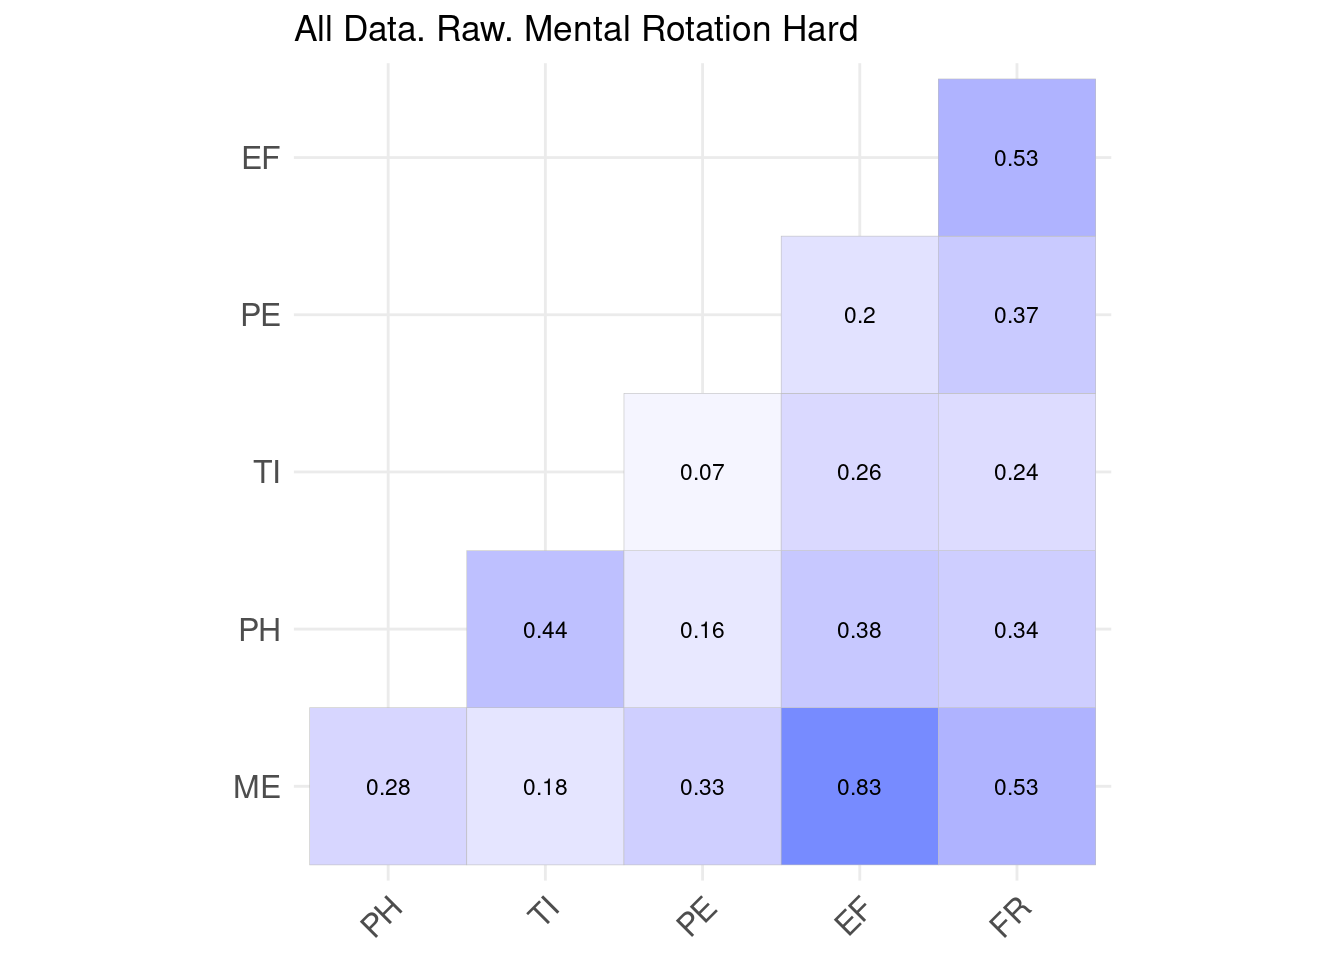 All Data. Raw. Mental Rotation Hard
EF 0.53
PE 0.2 0.37
TI 0.07 0.26 0.24
PH 0.44 0.16 0.38 0.34
ME 0.28 0.18 0.33 0.83 0.53
PH TI PE EF FR